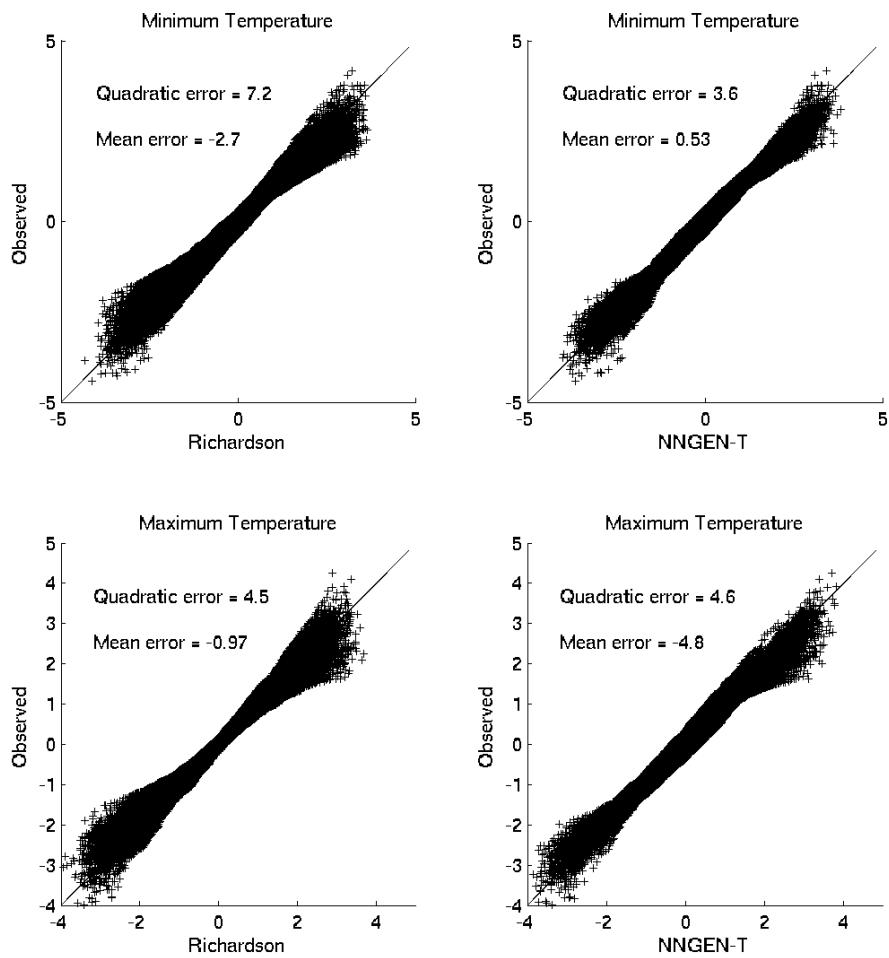 Minimum Temperature
5
Quadratic error = 7.2
Mean error = -2.7
0
Observed
-5
-5 0 5
Richardson
Minimum Temperature
5
Quadratic error = 3.6
Mean error = 0.53
0
Observed
-5
-5 0 5
NNGEN-T
Maximum Temperature
5
4
Quadratic error = 4.5
3
Mean error = -0.97
2
1
Observed
0
-1
-2
-3
-4
-4 -2 0 2 4
Richardson
Maximum Temperature
5
4
Quadratic error = 4.6
3
Mean error = -4.8
2
1
Observed
0
-1
-2
-3
-4
-4 -2 0 2 4
NNGEN-T